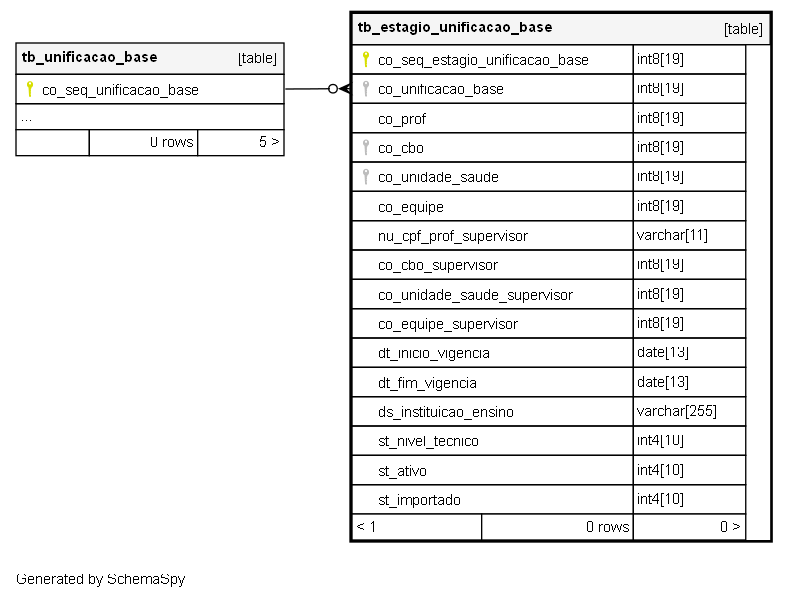 tb_unificacao_base [table]
co_seq_unificacao_base
...
0 rows 5 >
tb_estagio_unificacao_base [table]
co_seq_estagio_unificacao_base int8[19]
co_unificacao_base int8[19]
co_prof int8[19]
co_cbo int8[19]
co_unidade_saude int8[19]
co_equipe int8[19]
nu_cpf_prof_supervisor varchar[11]
co_cbo_supervisor int8[19]
co_unidade_saude_supervisor int8[19]
co_equipe_supervisor int8[19]
dt_inicio_vigencia date[13]
dt_fim_vigencia date[13]
ds_instituicao_ensino varchar[255]
st_nivel_tecnico int4[10]
st_ativo int4[10]
st_importado int4[10]
< 1 0 rows 0 >
Generated by SchemaSpy